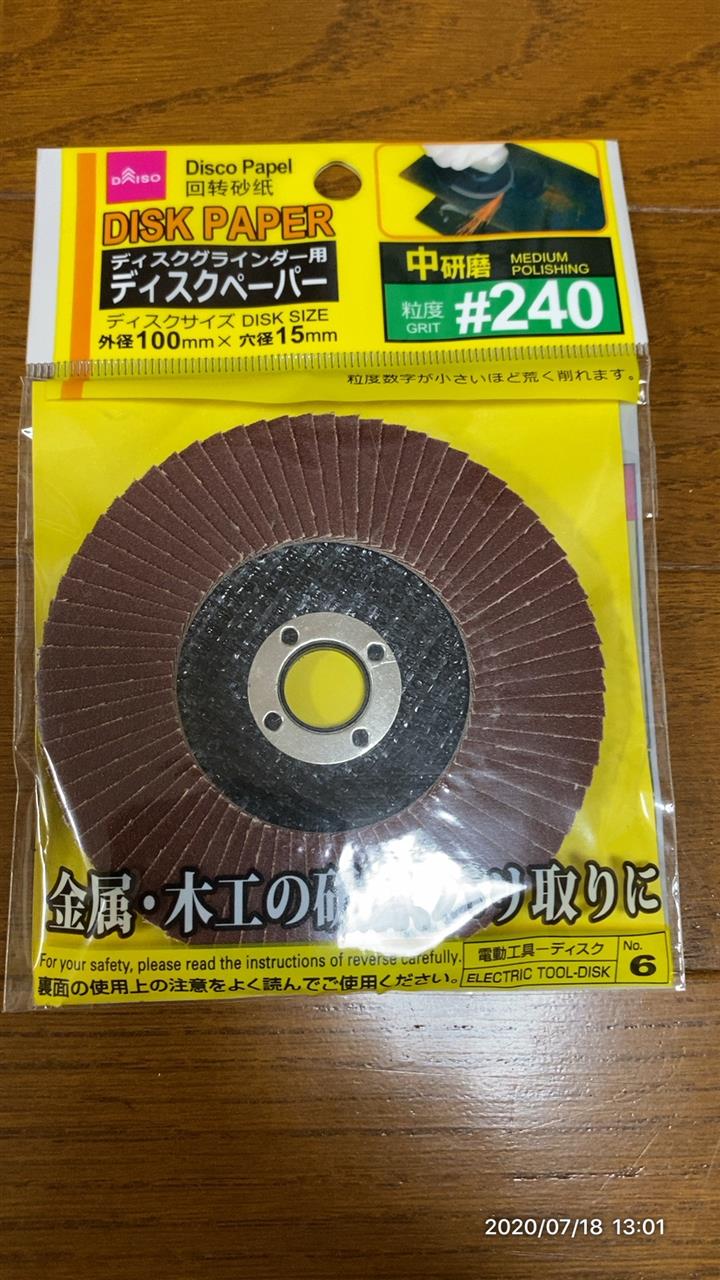 DAISO
Disco Papel
回转砂纸
DISK PAPER
ディスクグラインダー用
ディスクペーパー
ディスクサイズ DISK SIZE
外径100mm×穴径15mm
中研磨 MEDIUM POLISHING
粒度 GRIT #240
粒度数字が小さいほど荒く削れます。
金属・木工の 取りに
For your safety, please read the instructions of reverse carefully.
裏面の使用上の注意をよく読んでご使用ください。
電動工具ーディスク
ELECTRIC TOOL-DISK
No.
6
2020/07/18 13:01